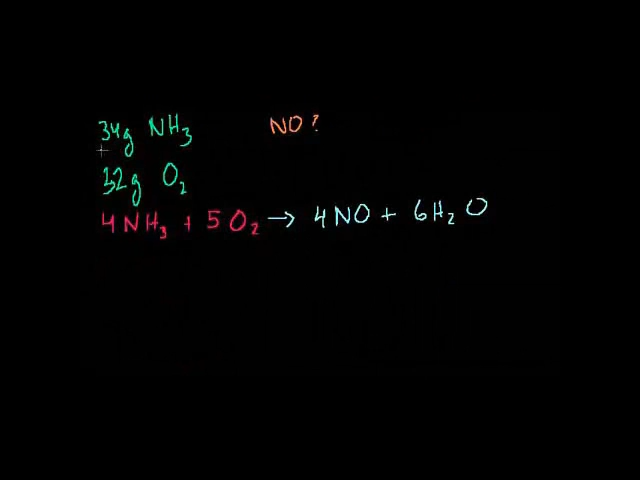 34g NH₃ NO?
32g O₂
4NH₃ + 5O₂ → 4NO + 6H₂O